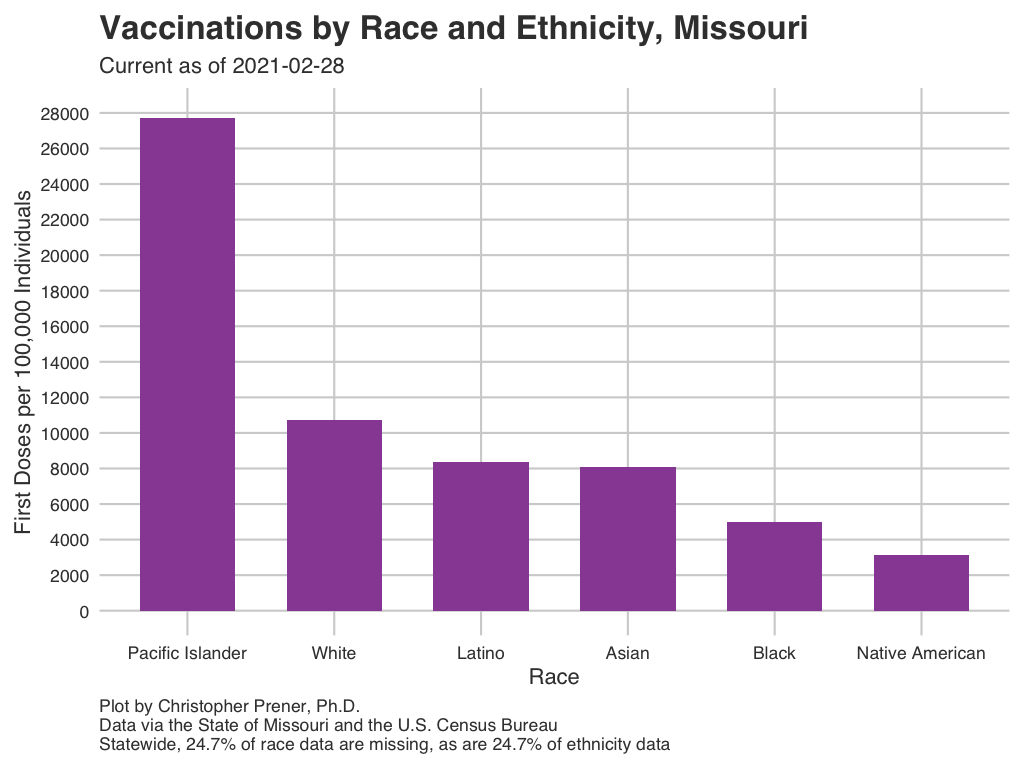 Vaccinations by Race and Ethnicity, Missouri
Current as of 2021-02-28
First Doses per 100,000 Individuals
28000
26000
24000
22000
20000
18000
16000
14000
12000
10000
8000
6000
4000
2000
0
Pacific Islander
White
Latino
Asian
Black
Native American
Race
Plot by Christopher Prener, Ph.D.
Data via the State of Missouri and the U.S. Census Bureau
Statewide, 24.7% of race data are missing, as are 24.7% of ethnicity data